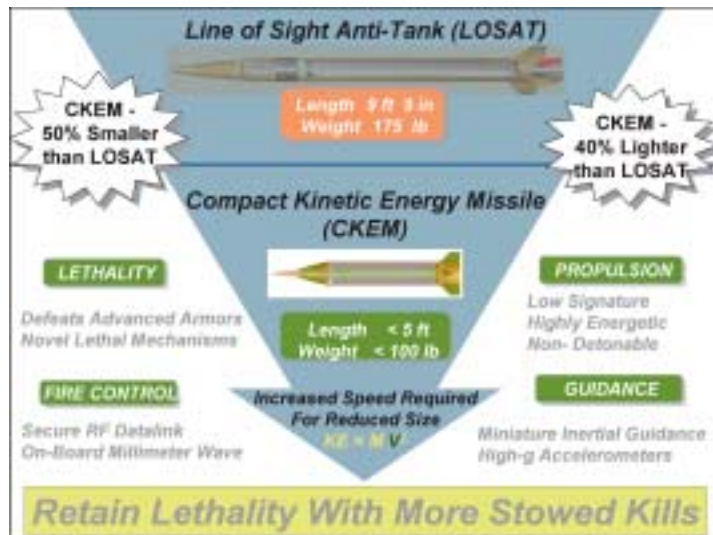 Line of Sight Anti-Tank (LOSAT)
Length 9 ft 5 in
Weight 175 lb
CKEM -
50% Smaller
than LOSAT
CKEM -
40% Lighter
than LOSAT
Compact Kinetic Energy Missile
(CKEM)
LETHALITY
Defeats Advanced Armors
Novel Lethal Mechanisms
PROPULSION
Low Signature
Highly Energetic
Non- Detonable
Length < 5 ft
Weight < 100 lb
FIRE CONTROL
Secure RF Datalink
On-Board Millimeter Wave
Increased Speed Required
For Reduced Size
KE = M V
GUIDANCE
Miniature Inertial Guidance
High-g Accelerometers
Retain Lethality With More Stowed Kills